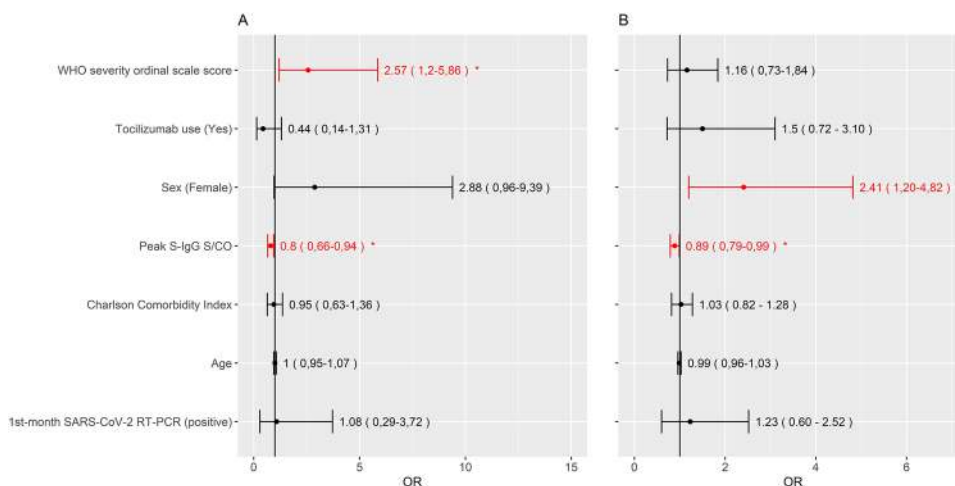 A
B
WHO severity ordinal scale score
2.57 ( 1,2-5,86 ) *
1.16 ( 0,73-1,84 )
Tocilizumab use (Yes)
0.44 ( 0,14-1,31 )
1.5 ( 0.72 - 3.10 )
Sex (Female)
2.88 ( 0,96-9,39 )
2.41 ( 1,20-4,82 )
Peak S-IgG S/CO
0.8 ( 0,66-0,94 ) *
0.89 ( 0,79-0,99 ) *
Charlson Comorbidity Index
0.95 ( 0,63-1,36 )
1.03 ( 0.82 - 1.28 )
Age
1 ( 0,95-1,07 )
0.99 ( 0,96-1,03 )
1st-month SARS-CoV-2 RT-PCR (positive)
1.08 ( 0,29-3,72 )
1.23 ( 0.60 - 2.52 )
0 5 10 15
0 2 4 6
OR
OR